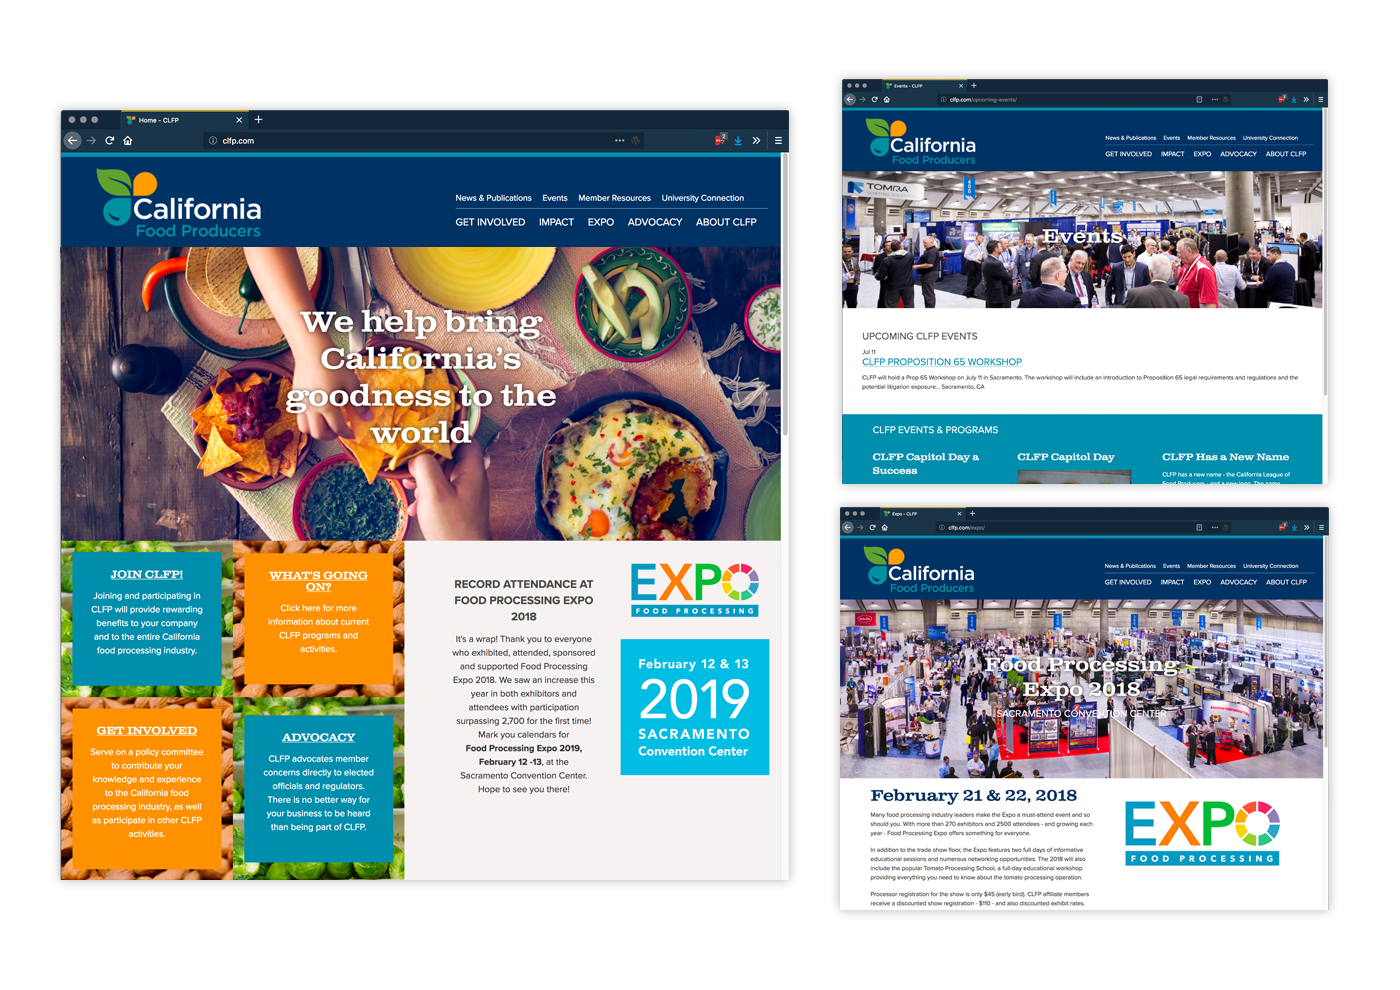 Home - CLFP
clfp.com
2
California
Food Producers
News & Publications Events Member Resources University Connection
GET INVOLVED IMPACT EXPO ADVOCACY ABOUT CLFP
We help bring
California's
goodness to the
world
JOIN CLFP!
Joining and participating in
CLFP will provide rewarding
benefits to your company
and to the entire California
food processing industry.
WHAT'S GOING
ON?
Click here for more
information about current
CLFP programs and
activities.
GET INVOLVED
Serve on a policy committee
to contribute your
knowledge and experience
to the California food
processing industry, as well
as participate in other CLFP
activities.
ADVOCACY
CLFP advocates member
concerns directly to elected
officials and regulators.
There is no better way for
your business to be heard
than being part of CLFP.
RECORD ATTENDANCE AT
FOOD PROCESSING EXPO
2018
It's a wrap! Thank you to everyone
who exhibited, attended, sponsored
and supported Food Processing
Expo 2018. We saw an increase this
year in both exhibitors and
attendees with participation
surpassing 2,700 for the first time!
Mark you calendars for
Food Processing Expo 2019,
February 12 -13, at the
Sacramento Convention Center.
Hope to see you there!
EXPO
FOOD PROCESSING
February 12 & 13
2019
SACRAMENTO
Convention Center
Events - CLFP
clfp.com/upcoming-events/
California
Food Producers
News & Publications Events Member Resources University Connection
GET INVOLVED IMPACT EXPO ADVOCACY ABOUT CLFP
TOMRA
Events
UPCOMING CLFP EVENTS
Jul 11
CLFP PROPOSITION 65 WORKSHOP
CLFP will hold a Prop 65 Workshop on July 11 in Sacramento. The workshop will include an introduction to Proposition 65 legal requirements and regulations and the
potential litigation exposure... Sacramento, CA
CLFP EVENTS & PROGRAMS
CLFP Capitol Day a
Success
CLFP Capitol Day
CLFP Has a New Name
CLFP has a new name - the California League of
Food Producers - and a new logo. The name
Expo - CLFP
clfp.com/expo/
California
Food Producers
News & Publications Events Member Resources University Connection
GET INVOLVED IMPACT EXPO ADVOCACY ABOUT CLFP
Food Processing
Expo 2018
SACRAMENTO CONVENTION CENTER
February 21 & 22, 2018
Many food processing industry leaders make the Expo a must-attend event and so
should you. With more than 270 exhibitors and 2500 attendees - and growing each
year - Food Processing Expo offers something for everyone.
In addition to the trade show floor, the Expo features two full days of informative
educational sessions and numerous networking opportunities. The 2018 will also
include the popular Tomato Processing School, a full-day educational workshop
providing everything you need to know about the tomato processing operation.
Processor registration for the show is only $45 (early bird). CLFP affiliate members
receive a discounted show registration - $110 - and also discounted exhibit rates.
EXPO
FOOD PROCESSING